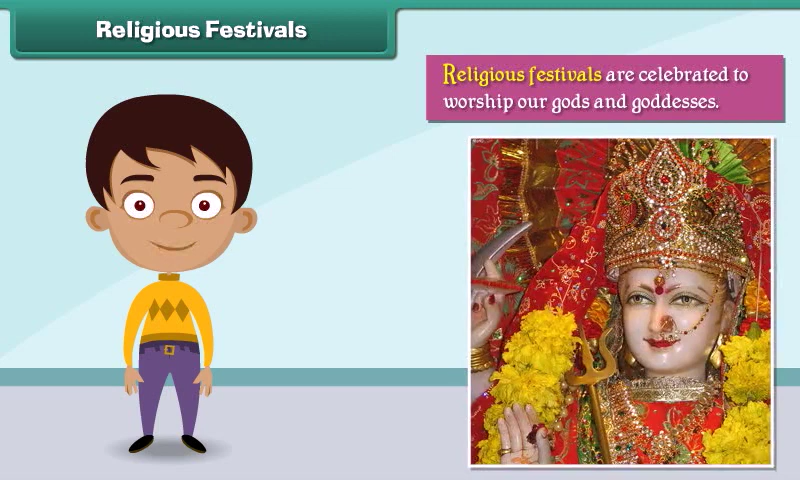 Religious Festivals
Religious festivals are celebrated to
worship our gods and goddesses.